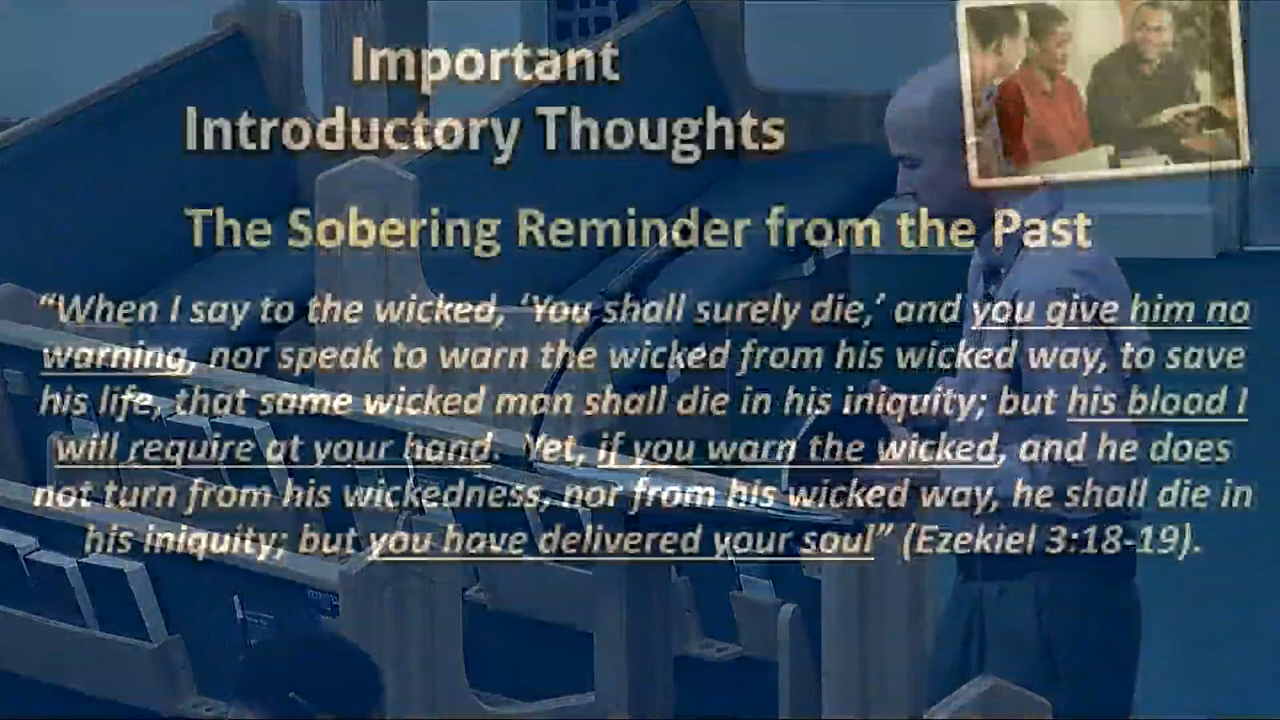 Important
Introductory Thoughts
The Sobering Reminder from the Past
“When I say to the wicked, ‘You shall surely die,’ and you give him no
warning, nor speak to warn the wicked from his wicked way, to save
his life, that same wicked man shall die in his iniquity; but his blood I
will require at your hand. Yet, if you warn the wicked, and he does
not turn from his wickedness, nor from his wicked way, he shall die in
his iniquity; but you have delivered your soul” (Ezekiel 3:18-19).